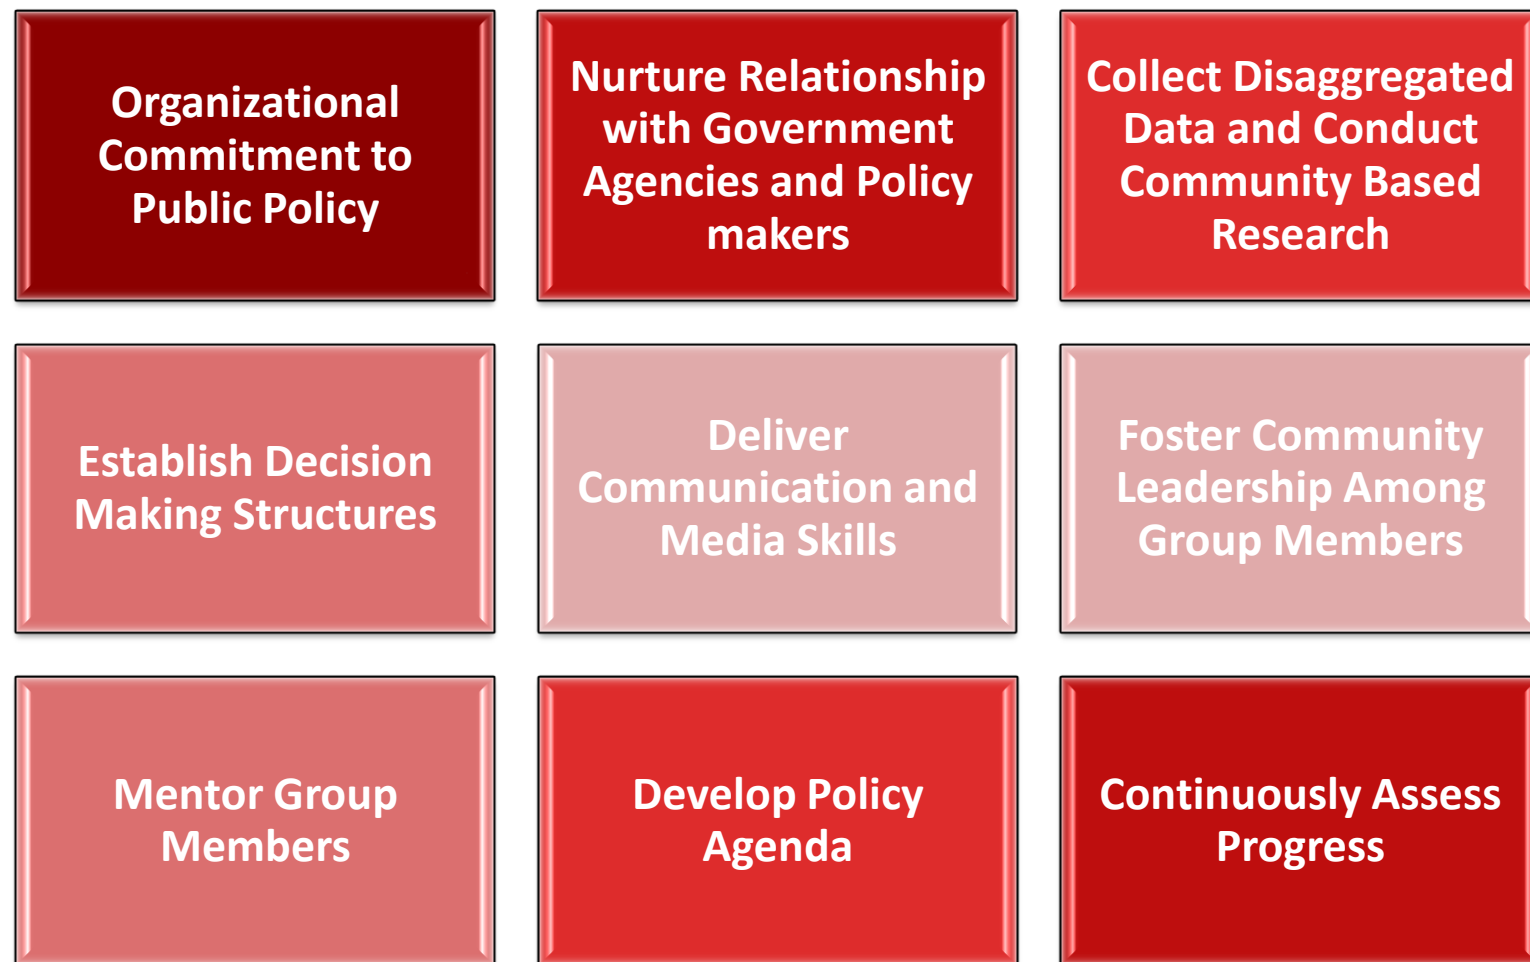 Organizational
Commitment to
Public Policy
Nurture Relationship
with Government
Agencies and Policy
makers
Collect Disaggregated
Data and Conduct
Community Based
Research
Establish Decision
Making Structures
Deliver
Communication and
Media Skills
Foster Community
Leadership Among
Group Members
Mentor Group
Members
Develop Policy
Agenda
Continuously Assess
Progress